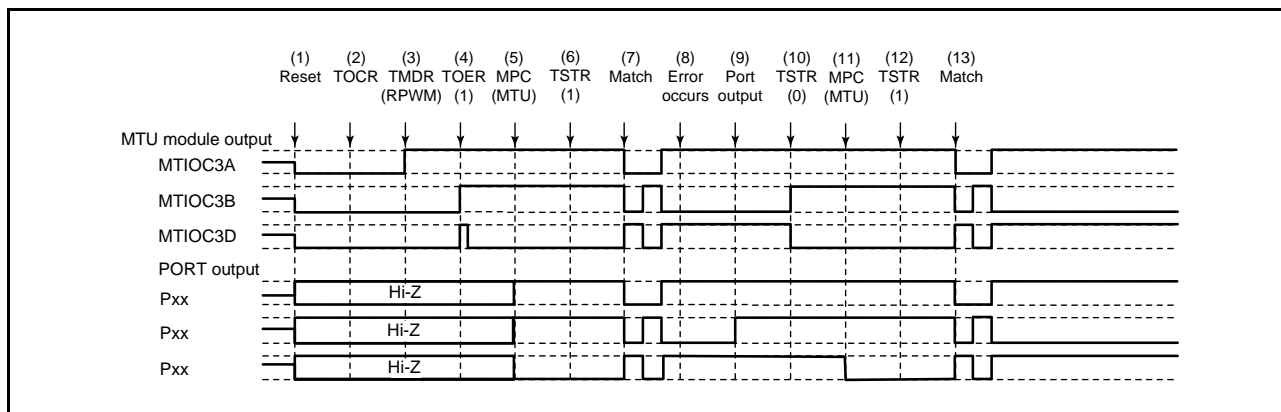 (1) (2) (3) (4) (5) (6) (7) (8) (9) (10) (11) (12) (13)
Reset TOCR TMDR TOER MPC TSTR Match Error Port TSTR MPC TSTR Match
(RPWM) (1) (MTU) (1) occurs output (0) (MTU) (1)
MTU module output
MTIOC3A
MTIOC3B
MTIOC3D
PORT output
Pxx Hi-Z
Pxx Hi-Z
Pxx Hi-Z